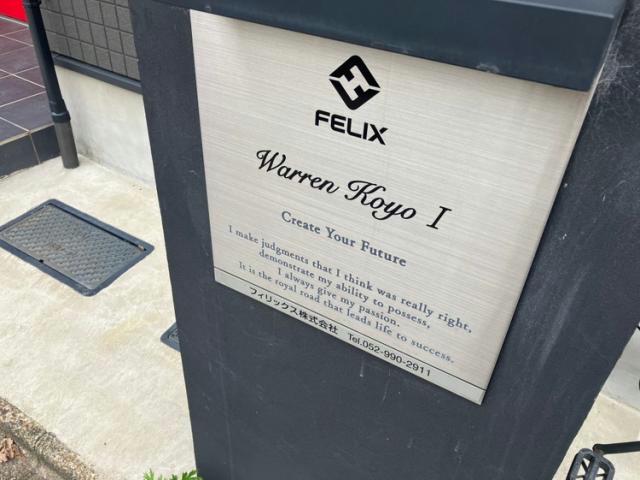 FELIX
Warren Koyo I
Create Your Future
I make judgments that I think was really right,
demonstrate my ability to possess,
I always give my passion.
It is the royal road that leads life to success.
フィリックス株式会社 Tel.052-990-2911